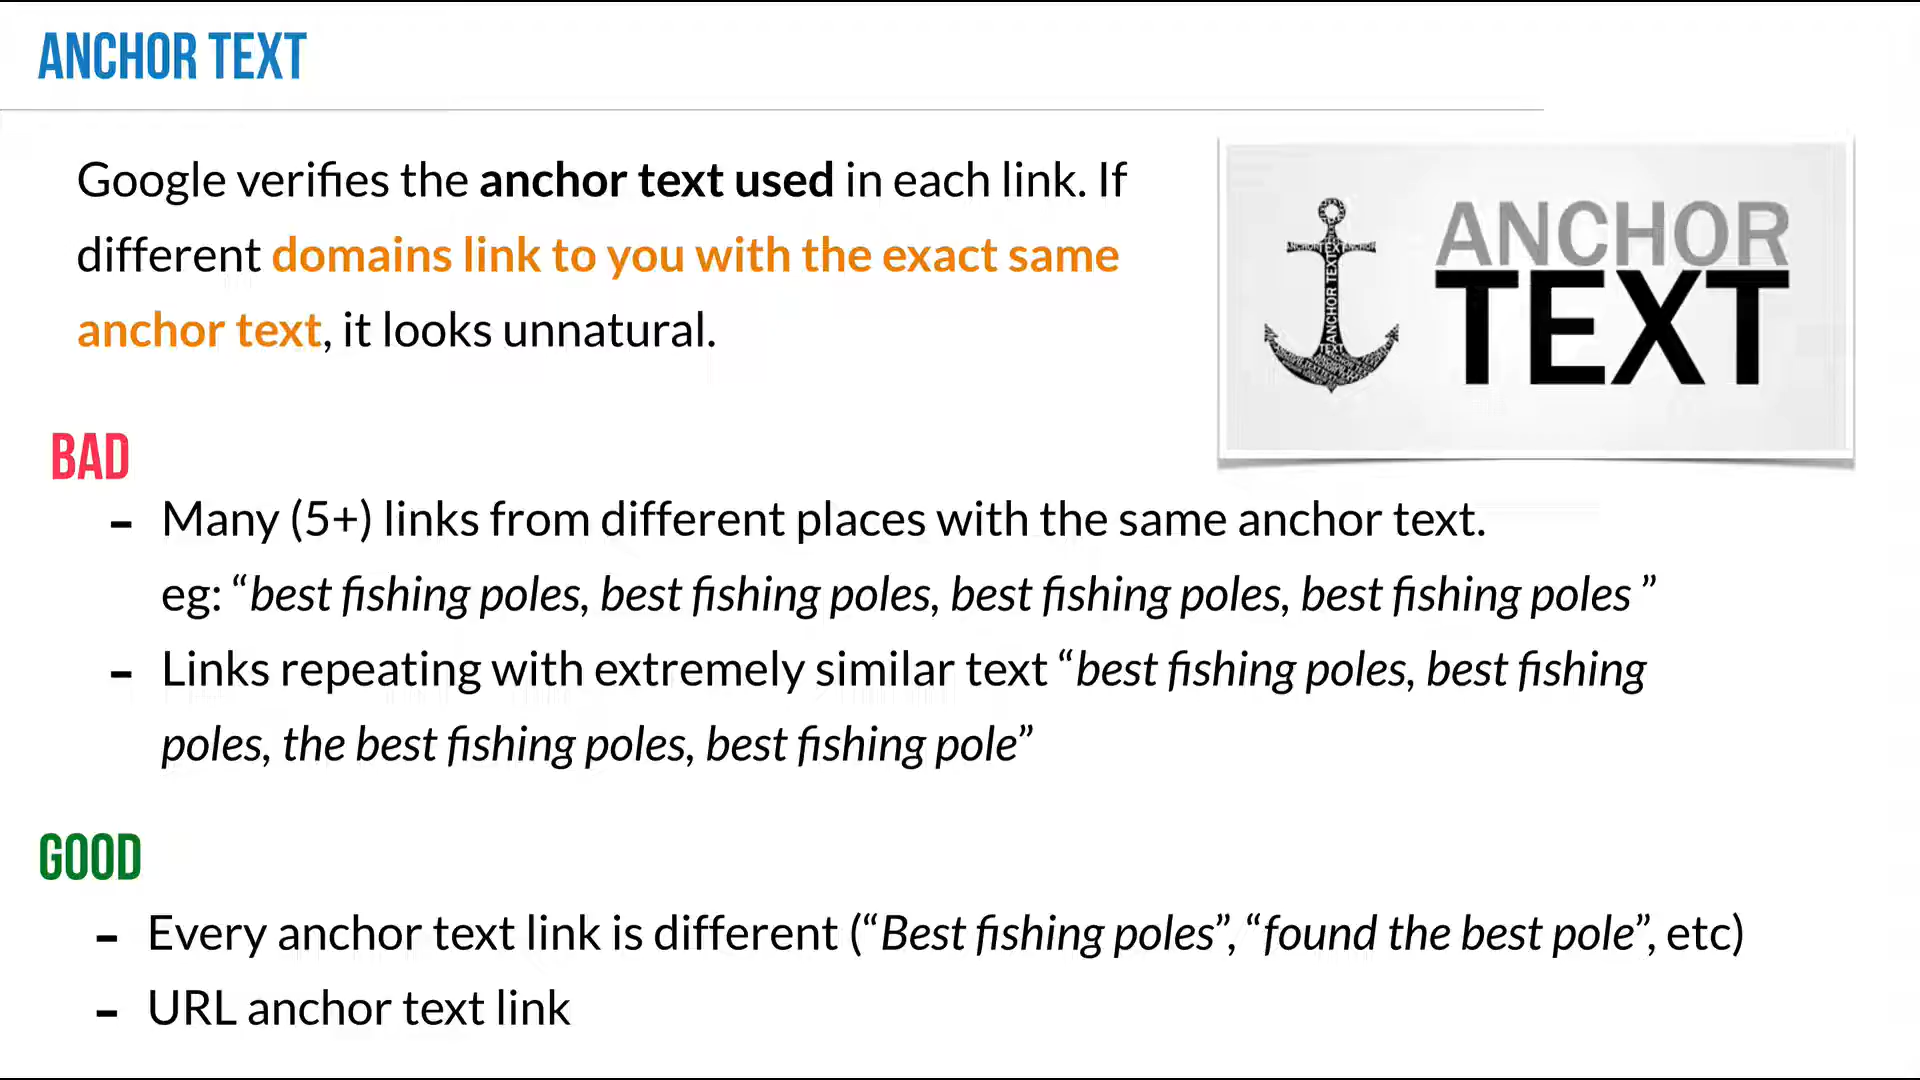 ANCHOR TEXT
Google verifies the anchor text used in each link. If
different domains link to you with the exact same
anchor text, it looks unnatural.
ANCHOR
TEXT
BAD
- Many (5+) links from different places with the same anchor text.
eg: “best fishing poles, best fishing poles, best fishing poles, best fishing poles ”
- Links repeating with extremely similar text “best fishing poles, best fishing
poles, the best fishing poles, best fishing pole”
GOOD
- Every anchor text link is different (“Best fishing poles”, “found the best pole”, etc)
- URL anchor text link